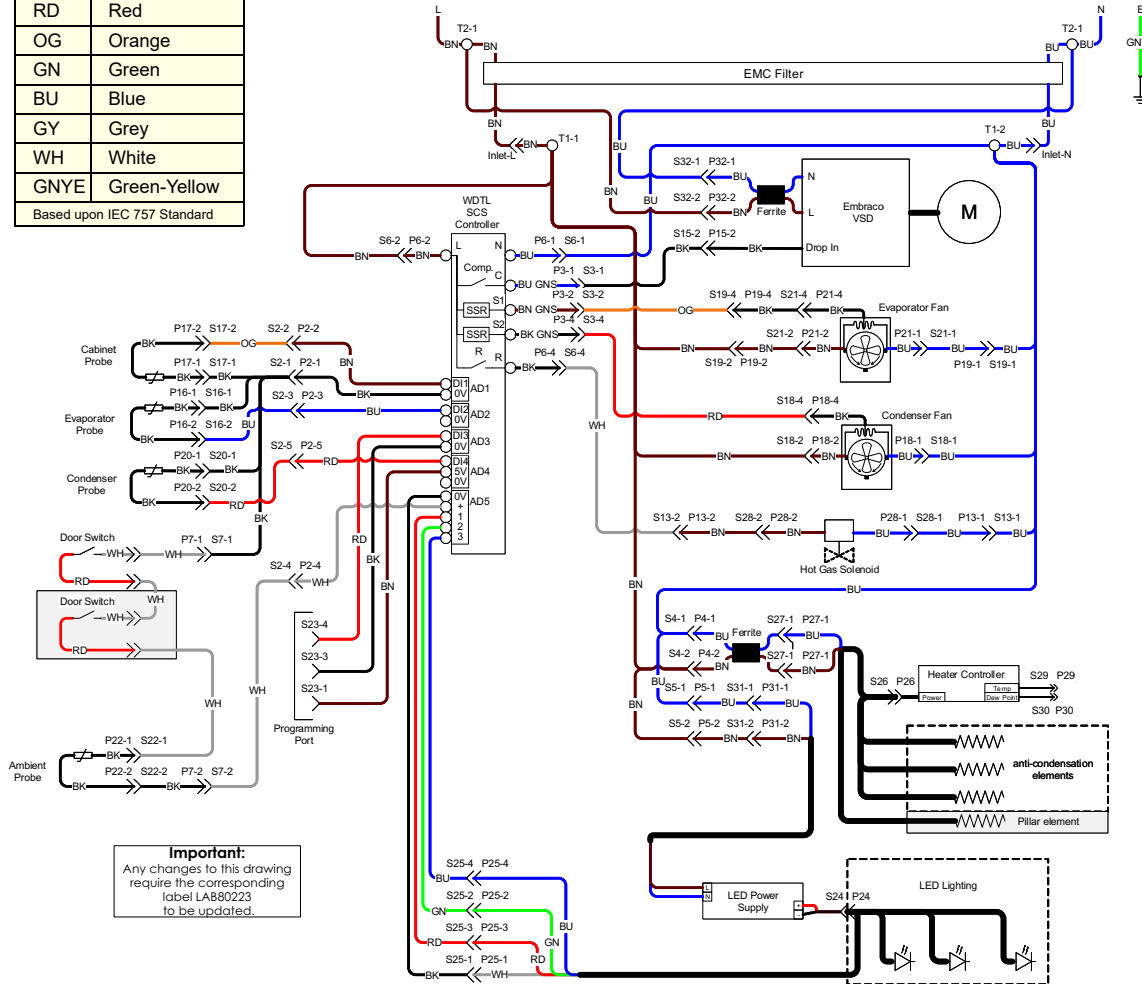 RD Red
OG Orange
GN Green
BU Blue
GY Grey
WH White
GNYE Green-Yellow
Based upon IEC 757 Standard
L
T2-1
BN BN
N
T2-1
BU BU
GN
EMC Filter
BN
Inlet-L
BN
T1-1
BU
BN
BU
T1-2
BU
Inlet-N
BU
S32-1 P32-1
BU
S32-2 P32-2
BN
Ferrite
N
L
Embraco
VSD
Drop In
M
S15-2 P15-2
BK BK
WDTL
SCS
Controller
S6-2 P6-2
BN BN
L N
P6-1 S6-1
BU BU
Comp.
C
P3-1 S3-1
BU GNS
SSR
S1
P3-2 S3-2
BN GNS
SSR
S2
P3-4 S3-4
BK GNS
R R
P6-4 S6-4
BK
OG
S19-4 P19-4 S21-4 P21-4
BK BK
Evaporator Fan
S21-2 P21-2
BN BN BN
S19-2 P19-2
P21-1 S21-1
BU BU BU
P19-1 S19-1
RD
S18-4 P18-4
BK
Condenser Fan
BN
S18-2 P18-2
BN
P18-1 S18-1
BU BU
WH
S13-2 P13-2 S28-2 P28-2
BN BN
P28-1 S28-1 P13-1 S13-1
BU BU
Hot Gas Solenoid
BU
Cabinet
Probe
P17-2 S17-2
BK
OG
S2-2 P2-2
BN
P17-1 S17-1
BK BK
S2-1 P2-1
BK
Evaporator
Probe
P16-1 S16-1
BK BK
S2-3 P2-3
BU
P16-2 S16-2
BK
BU
Condenser
Probe
P20-1 S20-1
BK BK
S2-5 P2-5
RD
P20-2 S20-2
BK
RD
BK
DI1
0V
AD1
DI2
0V
AD2
DI3
0V
AD3
DI4
5V
0V
AD4
0V
+
1
2
3
AD5
Door Switch
WH
WH
P7-1 S7-1
RD
WH
Door Switch
WH
RD
WH
S2-4 P2-4
WH
WH
RD
BK
BN
S23-4
S23-3
S23-1
Programming
Port
Ambient
Probe
P22-1 S22-1
BK
P22-2 S22-2
BK
P7-2 S7-2
BK
BN
S4-1 P4-1
BU
Ferrite
S27-1 P27-1
BU
S4-2 P4-2
BN
S27-1 P27-1
BN
BU
S5-1 P5-1
BU
S31-1 P31-1
BU
BN
S5-2 P5-2
BN
S31-2 P31-2
BN
S26 P26
Heater Controller
Power
Temp
Dew Point
S29 P29
S30 P30
anti-condensation
elements
Pillar element
Important:
Any changes to this drawing
require the corresponding
label LAB80223
to be updated.
S25-4 P25-4
BU
S25-2 P25-2
GN
S25-3 P25-3
RD
S25-1 P25-1
BK WH
BU
GN
RD
L
N
LED Power
Supply
+
-
S24 P24
LED Lighting